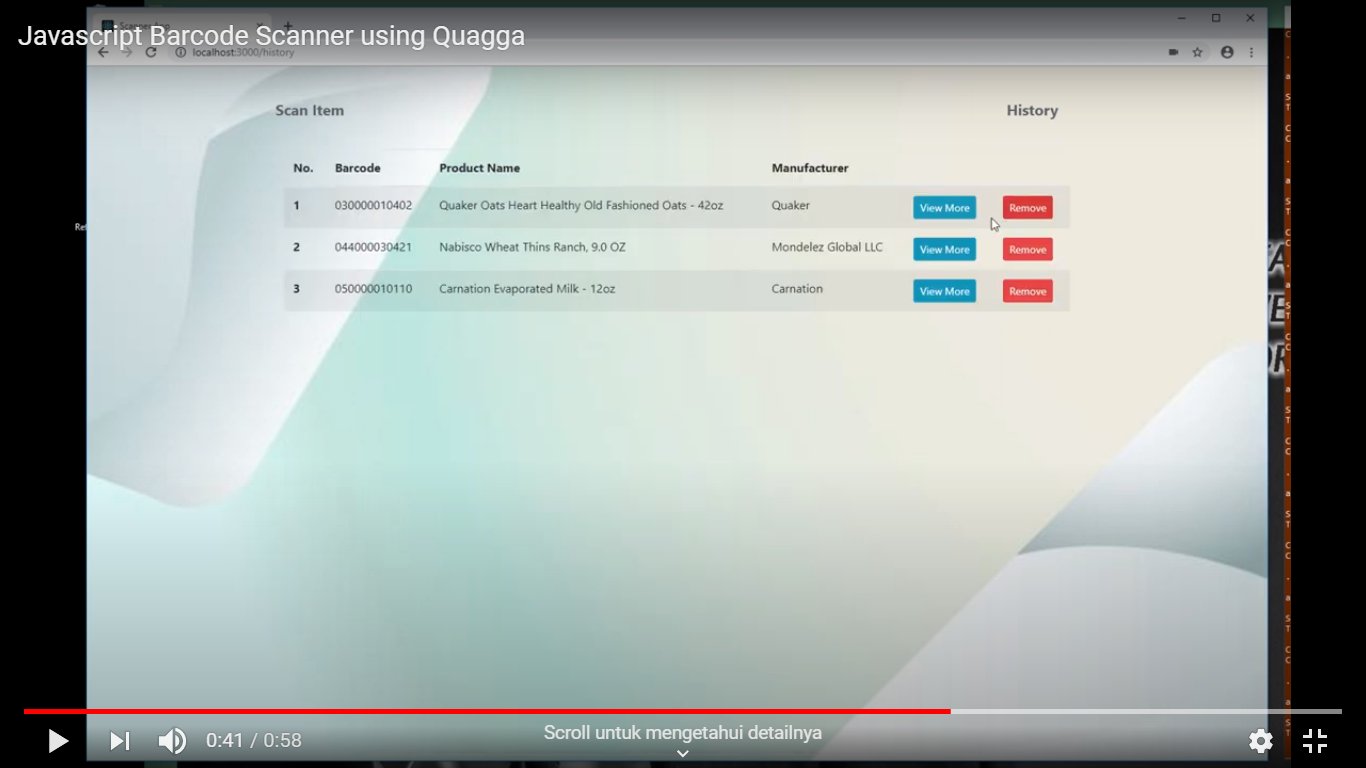 Scanner App
Javascript Barcode Scanner using Quagga
localhost:3000/history
Scan Item History
No. Barcode Product Name Manufacturer
1 030000010402 Quaker Oats Heart Healthy Old Fashioned Oats - 42oz Quaker View More Remove
2 044000030421 Nabisco Wheat Thins Ranch, 9.0 OZ Mondelez Global LLC View More Remove
3 050000010110 Carnation Evaporated Milk - 12oz Carnation View More Remove
Scroll untuk mengetahui detailnya
0:41 / 0:58